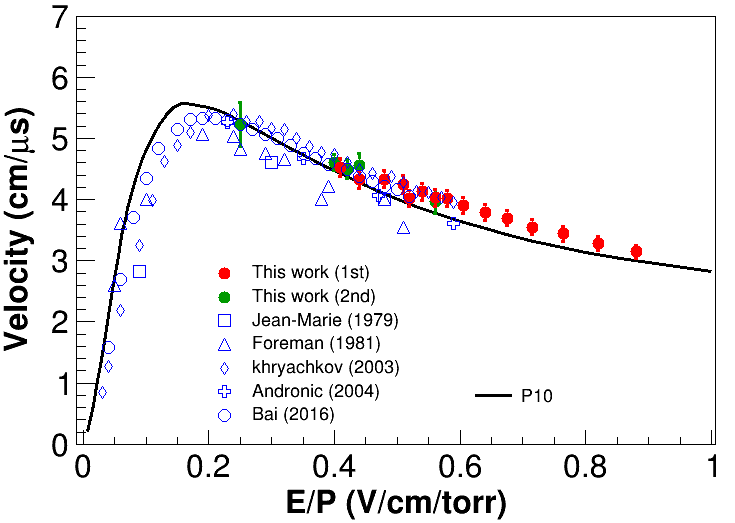 7
6
5
4
3
2
1
0
Velocity (cm/μs)
This work (1st)
This work (2nd)
Jean-Marie (1979)
Foreman (1981)
khryachkov (2003)
Andronic (2004)
Bai (2016)
P10
0 0.2 0.4 0.6 0.8 1
E/P (V/cm/torr)